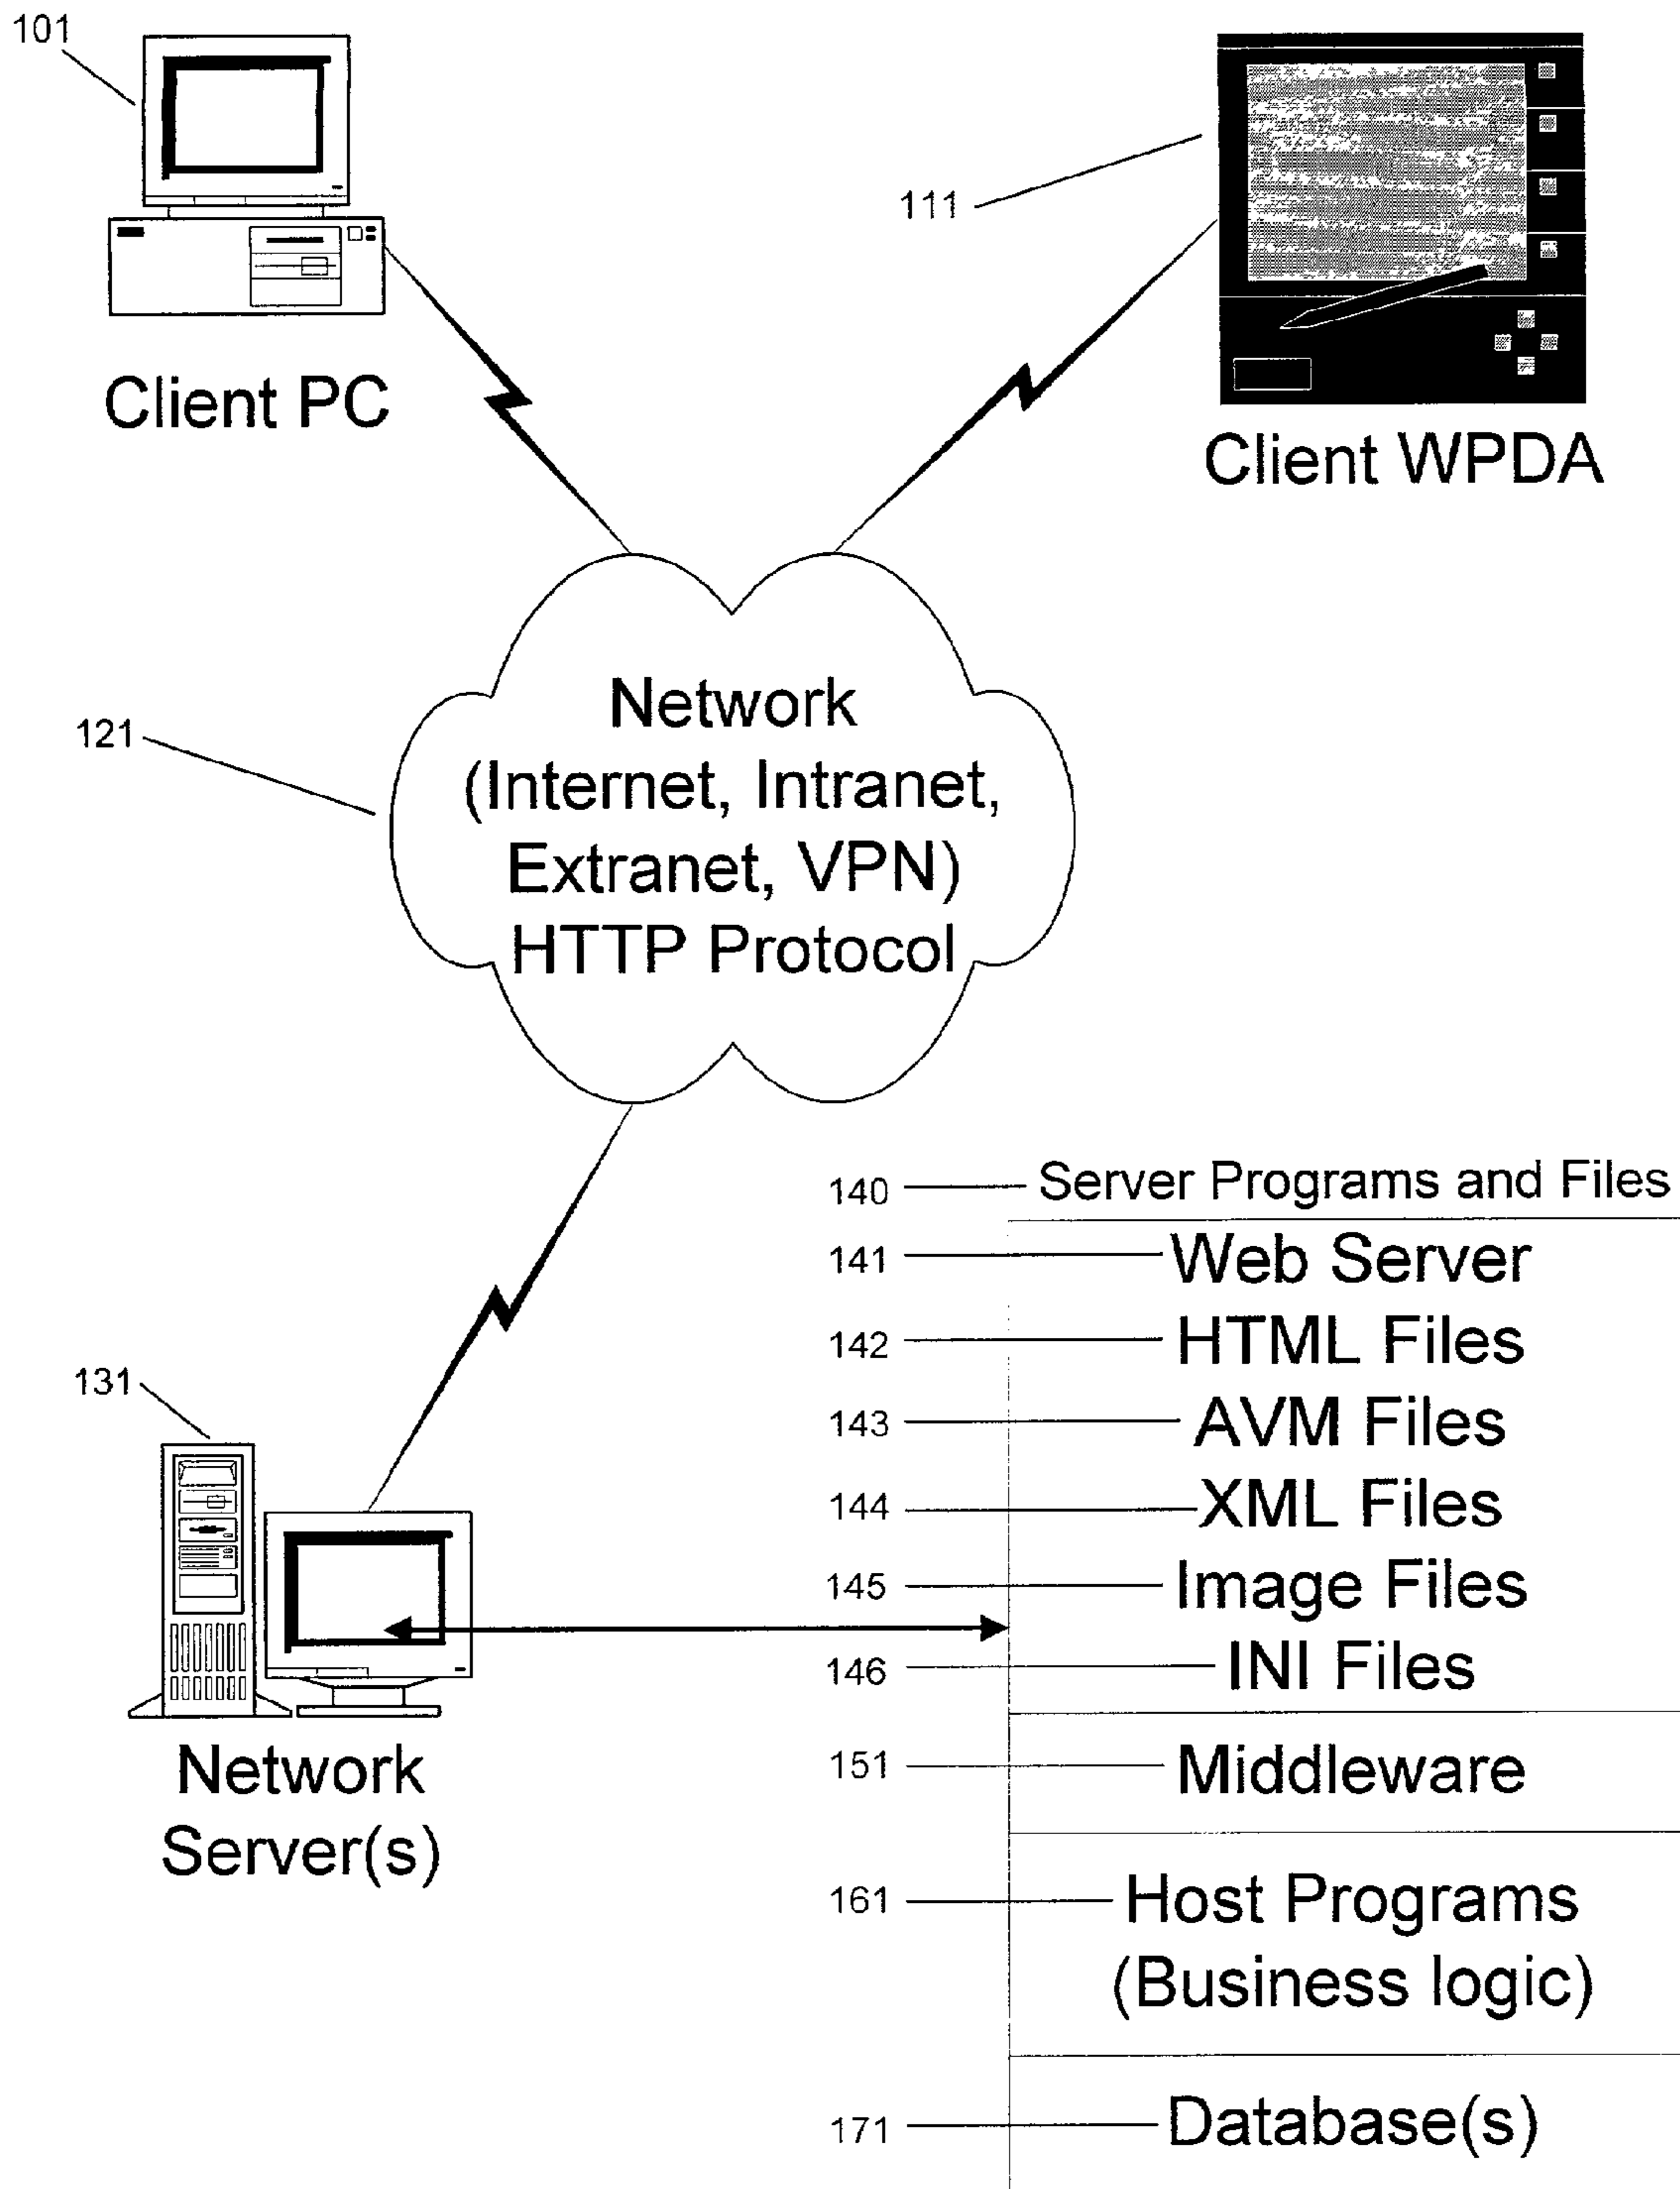 101
Client PC
111
Client WPDA
121
Network
(Internet, Intranet,
Extranet, VPN)
HTTP Protocol
131
Network
Server(s)
140 Server Programs and Files
141 Web Server
142 HTML Files
143 AVM Files
144 XML Files
145 Image Files
146 INI Files
151 Middleware
161 Host Programs
(Business logic)
171 Database(s)